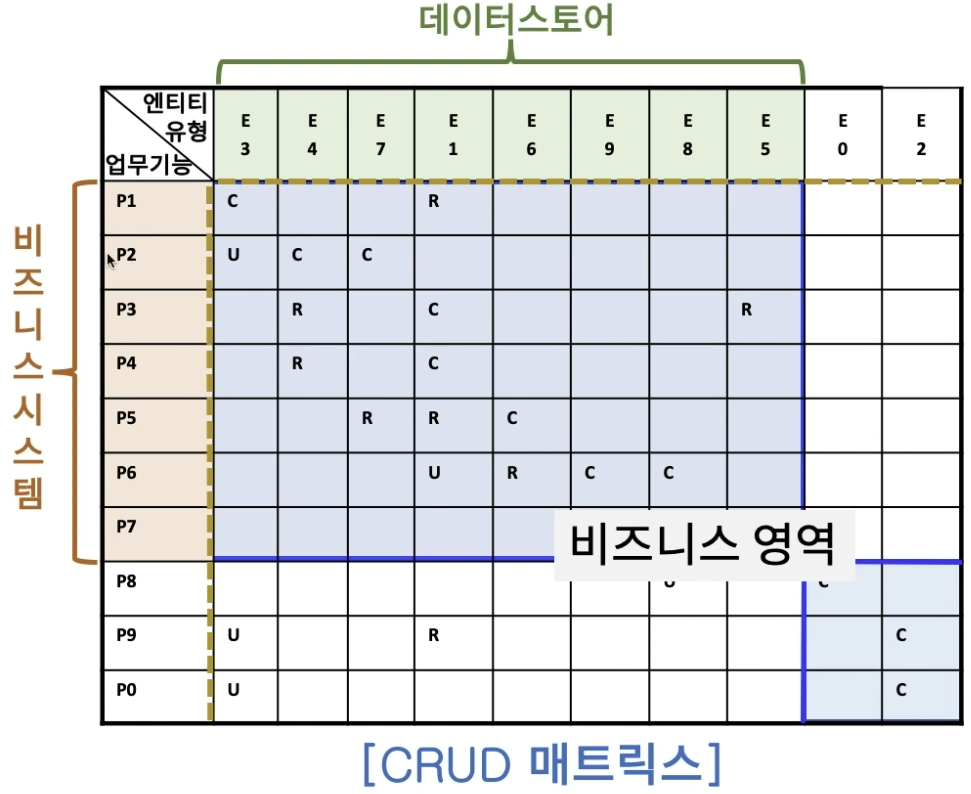 데이터스토어
엔티티
유형
업무기능
E 3 E 4 E 7 E 1 E 6 E 9 E 8 E 5 E 0 E 2
비즈니스시스템
P1 C R
P2 U C C
P3 R C R
P4 R C
P5 R R C
P6 U R C C
P7
비즈니스 영역
P8 U C
P9 U R C
P0 U C
[CRUD 매트릭스]